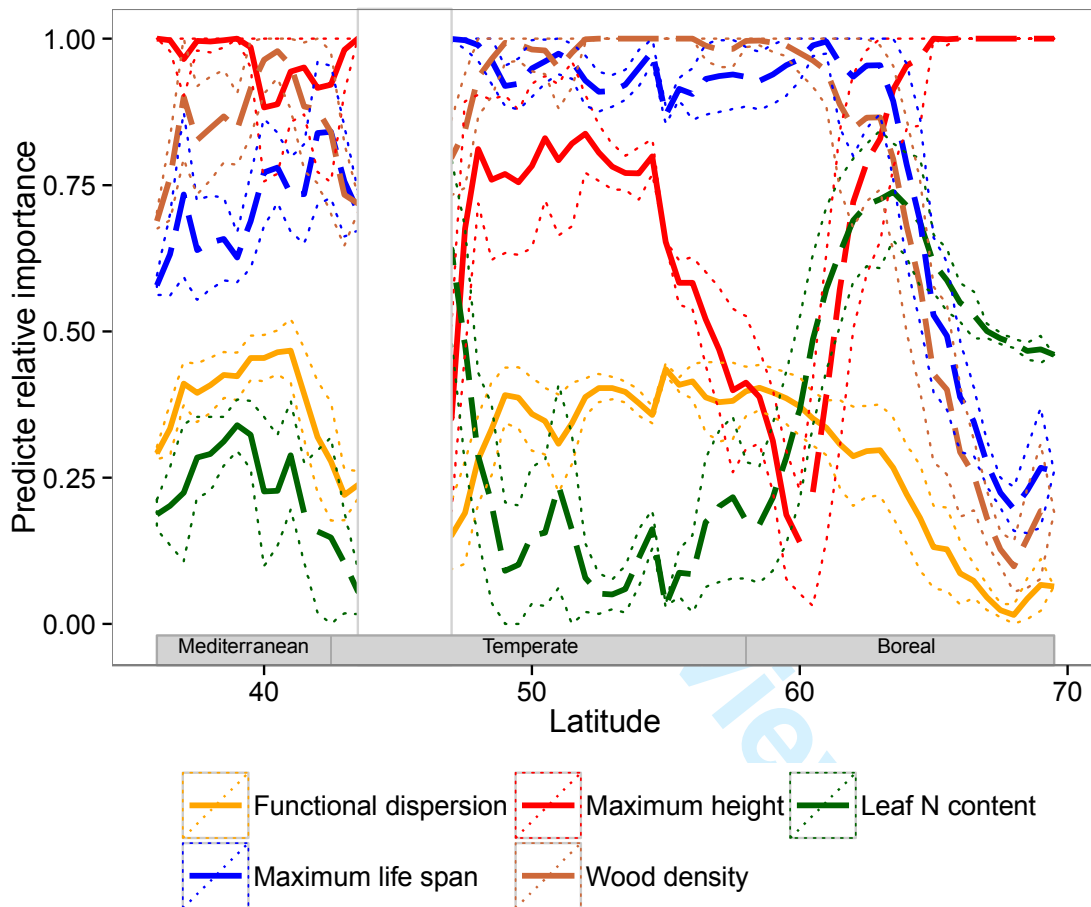 1.00
0.75
0.50
0.25
0.00
Predicte relative importance
Mediterranean Temperate Boreal
40 50 60 70
Latitude
Functional dispersion Maximum height Leaf N content
Maximum life span Wood density